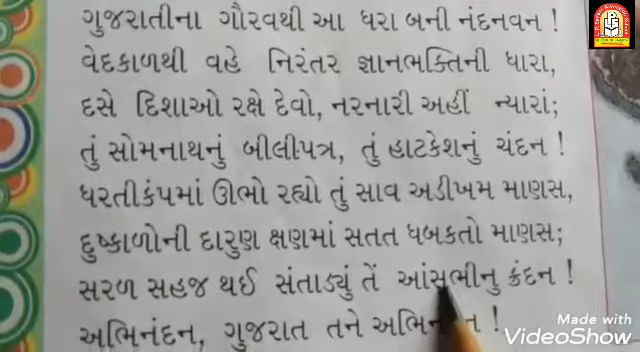 ગુજરાતીના ગૌરવથી આ ધરા બની નંદનવન !
વેદકાળથી વહે નિરંતર જ્ઞાનભક્તિની ધારા,
દસે દિશાઓ રક્ષે દેવો, નરનારી અહીં ન્યારાં;
તું સોમનાથનું બીલીપત્ર, તું હાટકેશનું ચંદન !
ધરતીકંપમાં ઊભો રહ્યો તું સાવ અડીખમ માણસ,
દુષ્કાળોની દારુણ ક્ષણમાં સતત ધબકતો માણસ;
સરળ સહજ થઈ સંતાડ્યું તેં આંસભીનુ ક્રંદન !
અભિનંદન, ગુજરાત તને !
Made with
VideoShow